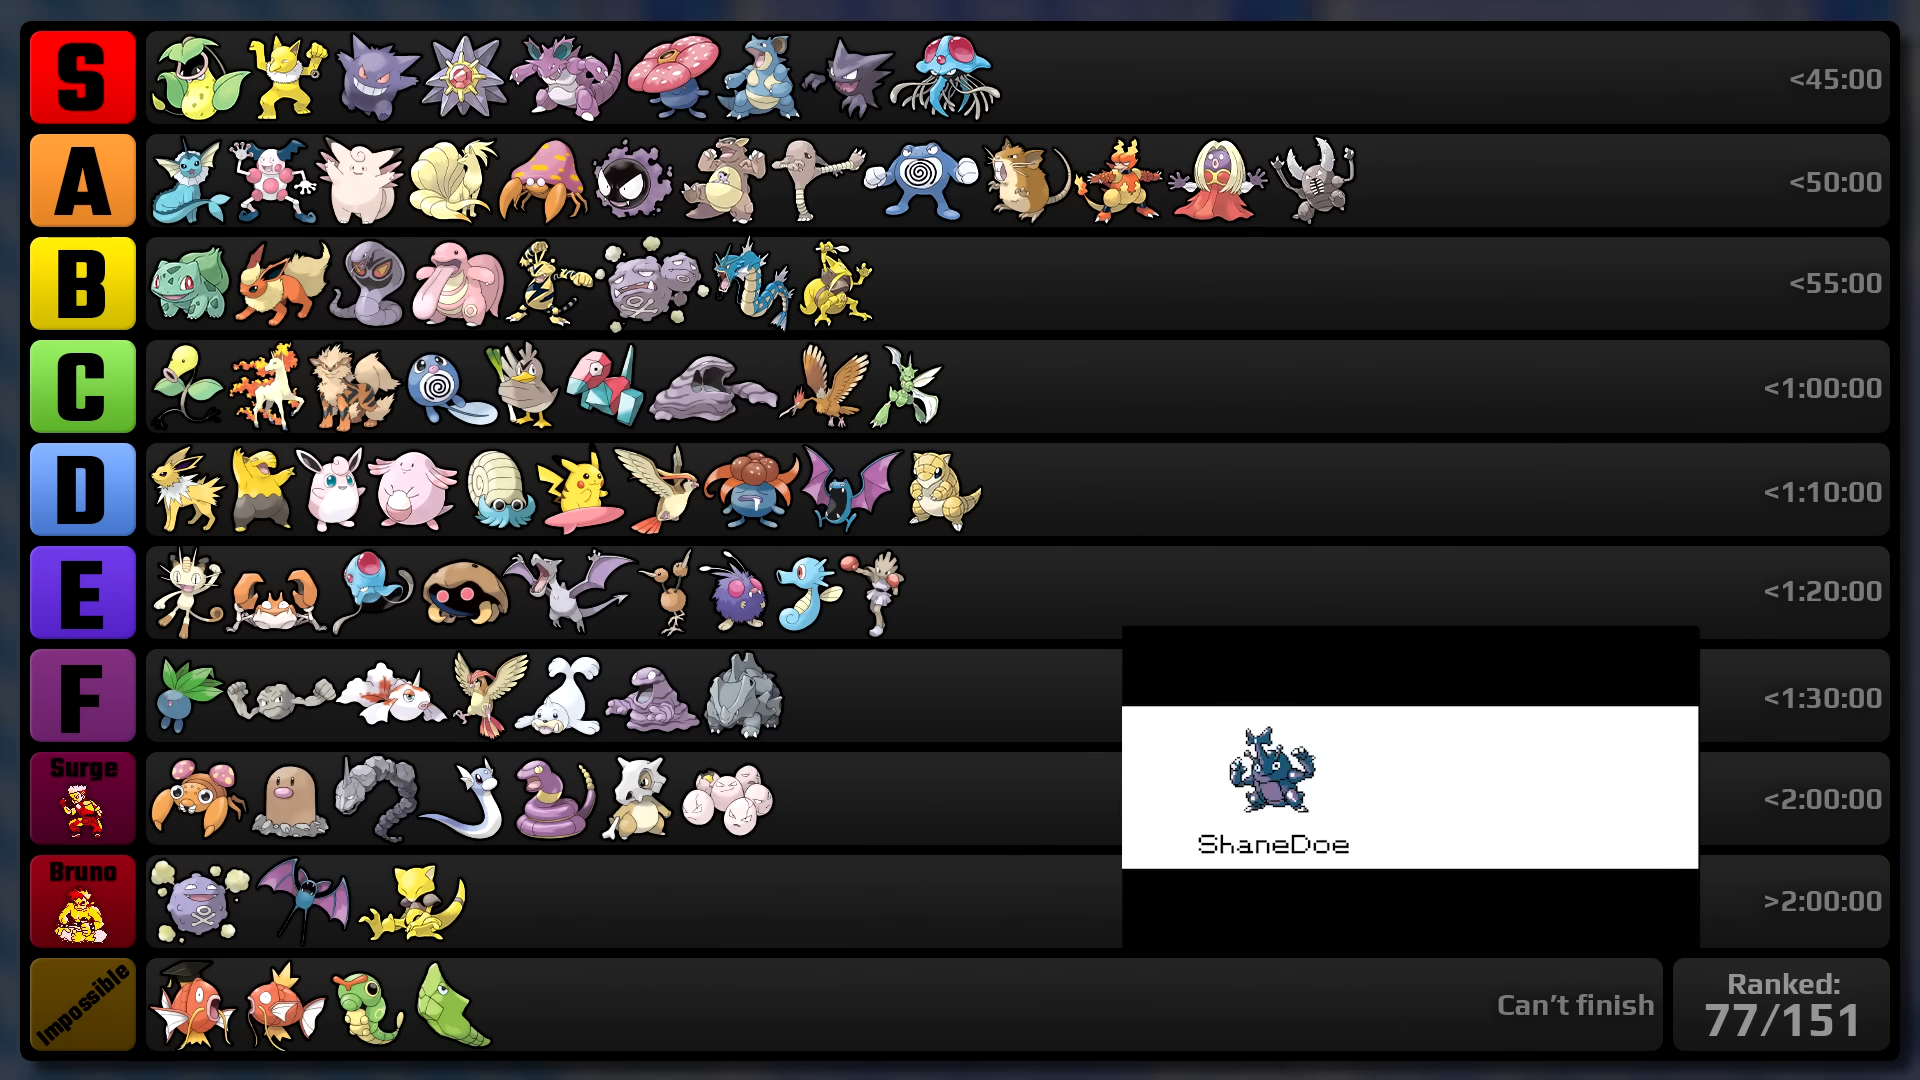 S
<45:00
A
<50:00
B
<55:00
C
<1:00:00
D
<1:10:00
E
<1:20:00
F
<1:30:00
Surge
<2:00:00
ShaneDoe
Bruno
>2:00:00
Impossible
Can't finish
Ranked:
77/151